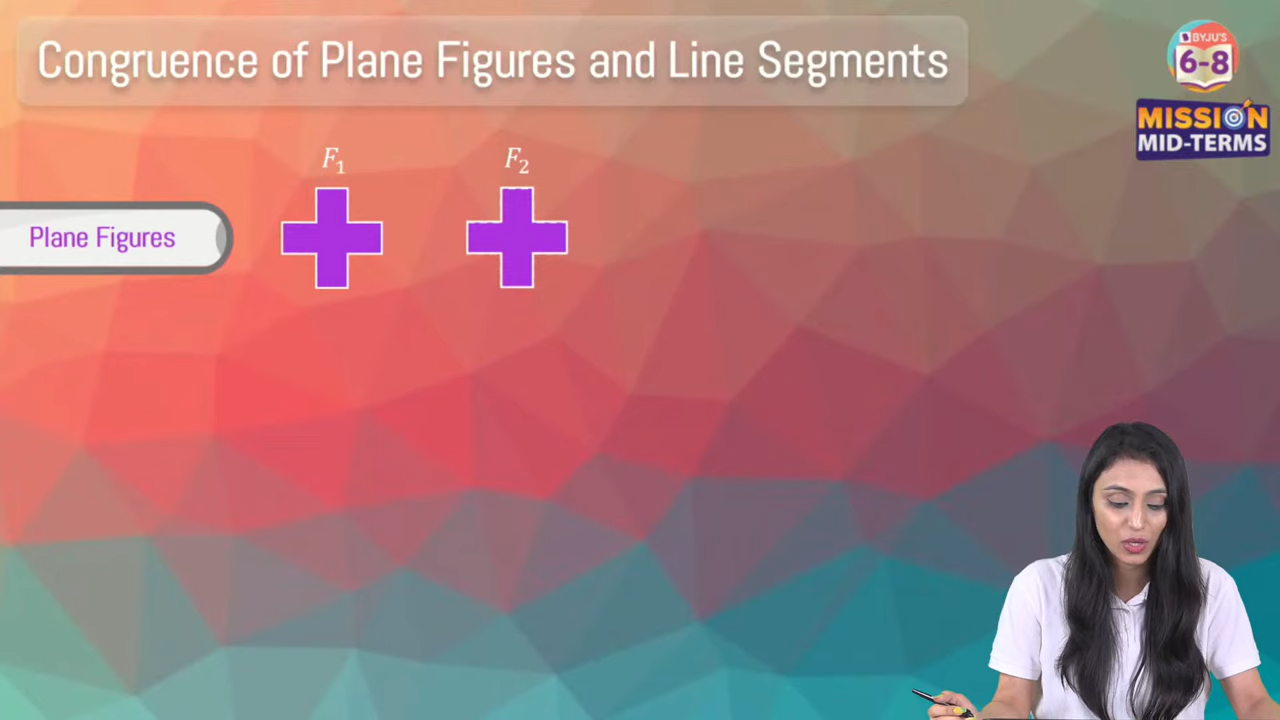 Congruence of Plane Figures and Line Segments
BYJU'S
6-8
MISSION
MID-TERMS
F₁
F₂
Plane Figures